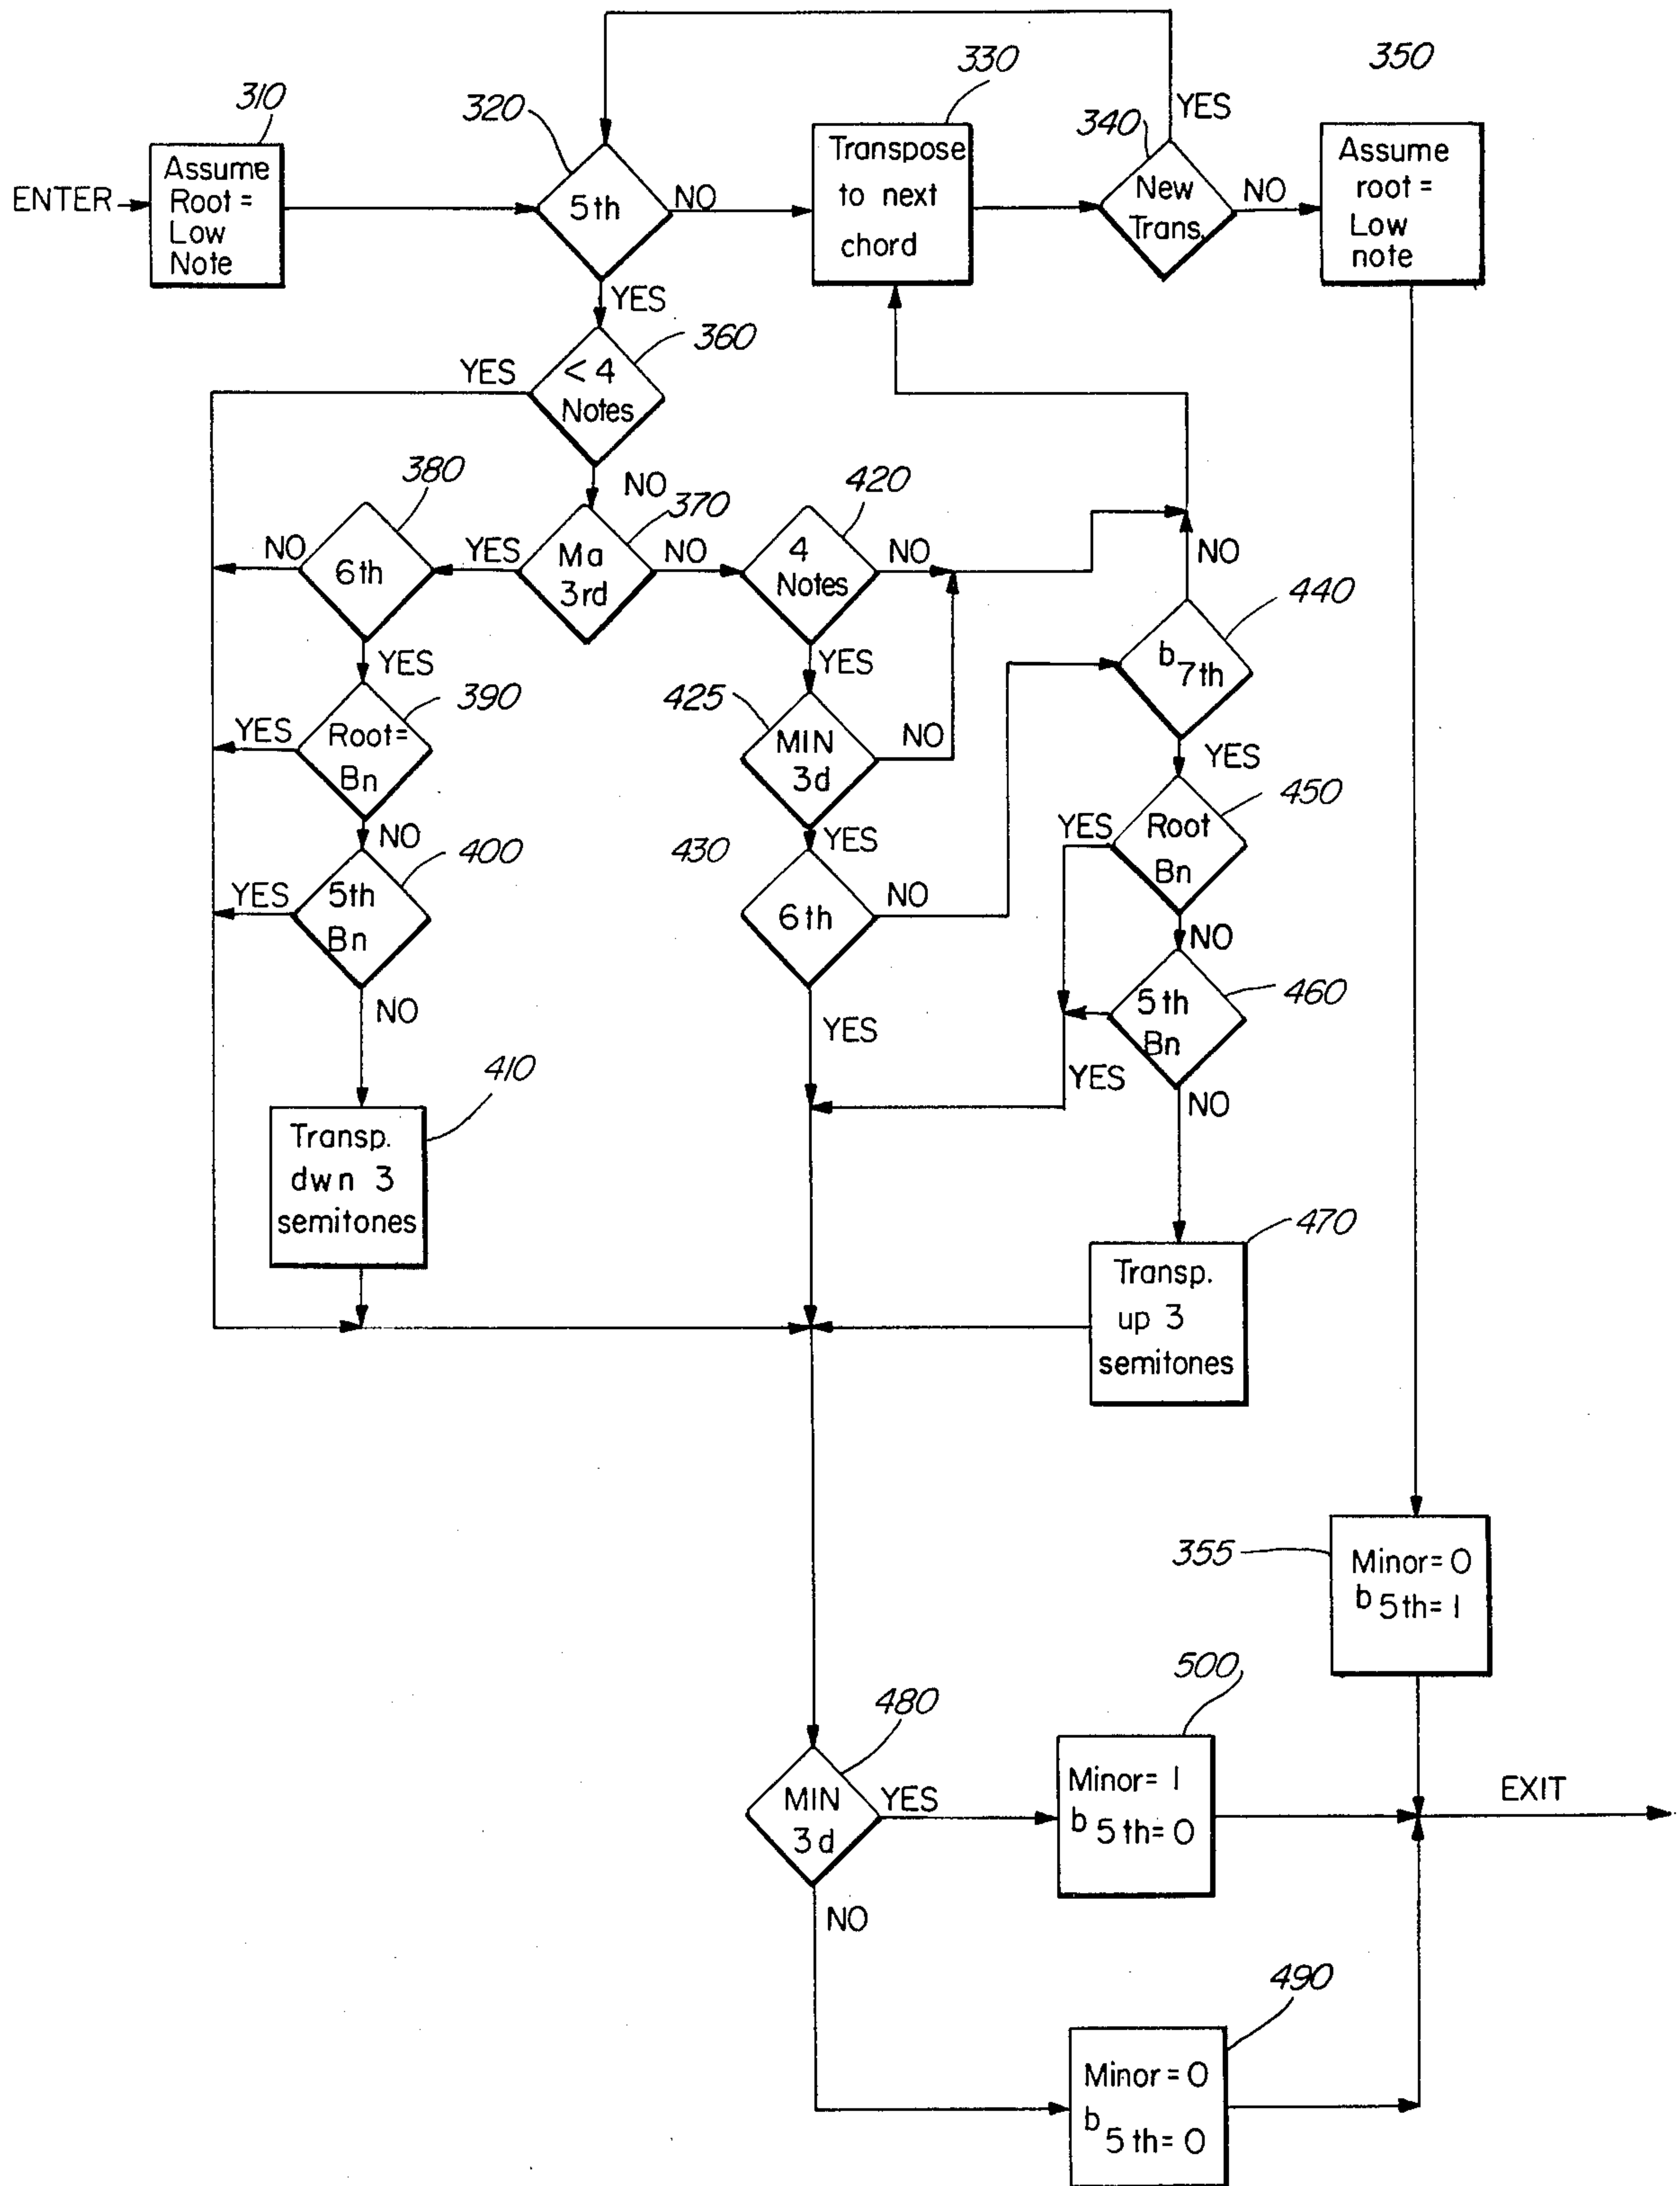 ENTER
310
Assume
Root =
Low
Note
320
5th
NO
YES
330
Transpose
to next
chord
340
YES
New
Trans.
NO
350
Assume
root =
Low
note
360
< 4
Notes
YES
NO
370
Ma
3rd
YES
NO
380
6th
NO
YES
390
Root=
Bn
YES
NO
400
5th
Bn
YES
NO
410
Transp.
dwn 3
semitones
420
4
Notes
NO
YES
425
MIN
3d
NO
YES
430
6th
NO
YES
440
b7th
NO
YES
450
Root
Bn
YES
NO
460
5th
Bn
YES
NO
470
Transp.
up 3
semitones
355
Minor=0
b5th=1
480
MIN
3d
YES
NO
500
Minor=1
b5th=0
EXIT
490
Minor=0
b5th=0